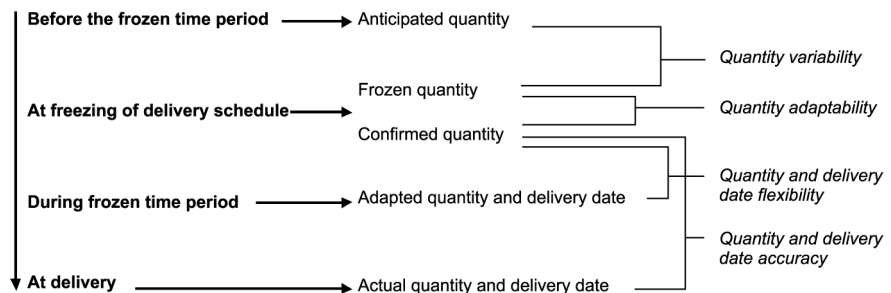 Before the frozen time period
Anticipated quantity
Quantity variability
Frozen quantity
At freezing of delivery schedule
Quantity adaptability
Confirmed quantity
Quantity and delivery
date flexibility
During frozen time period
Adapted quantity and delivery date
Quantity and delivery
date accuracy
At delivery
Actual quantity and delivery date